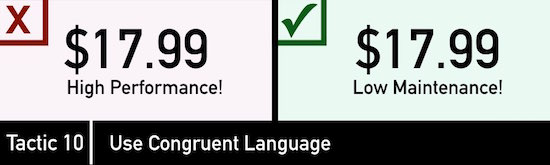 X
$17.99
High Performance!
✓
$17.99
Low Maintenance!
Tactic 10
Use Congruent Language